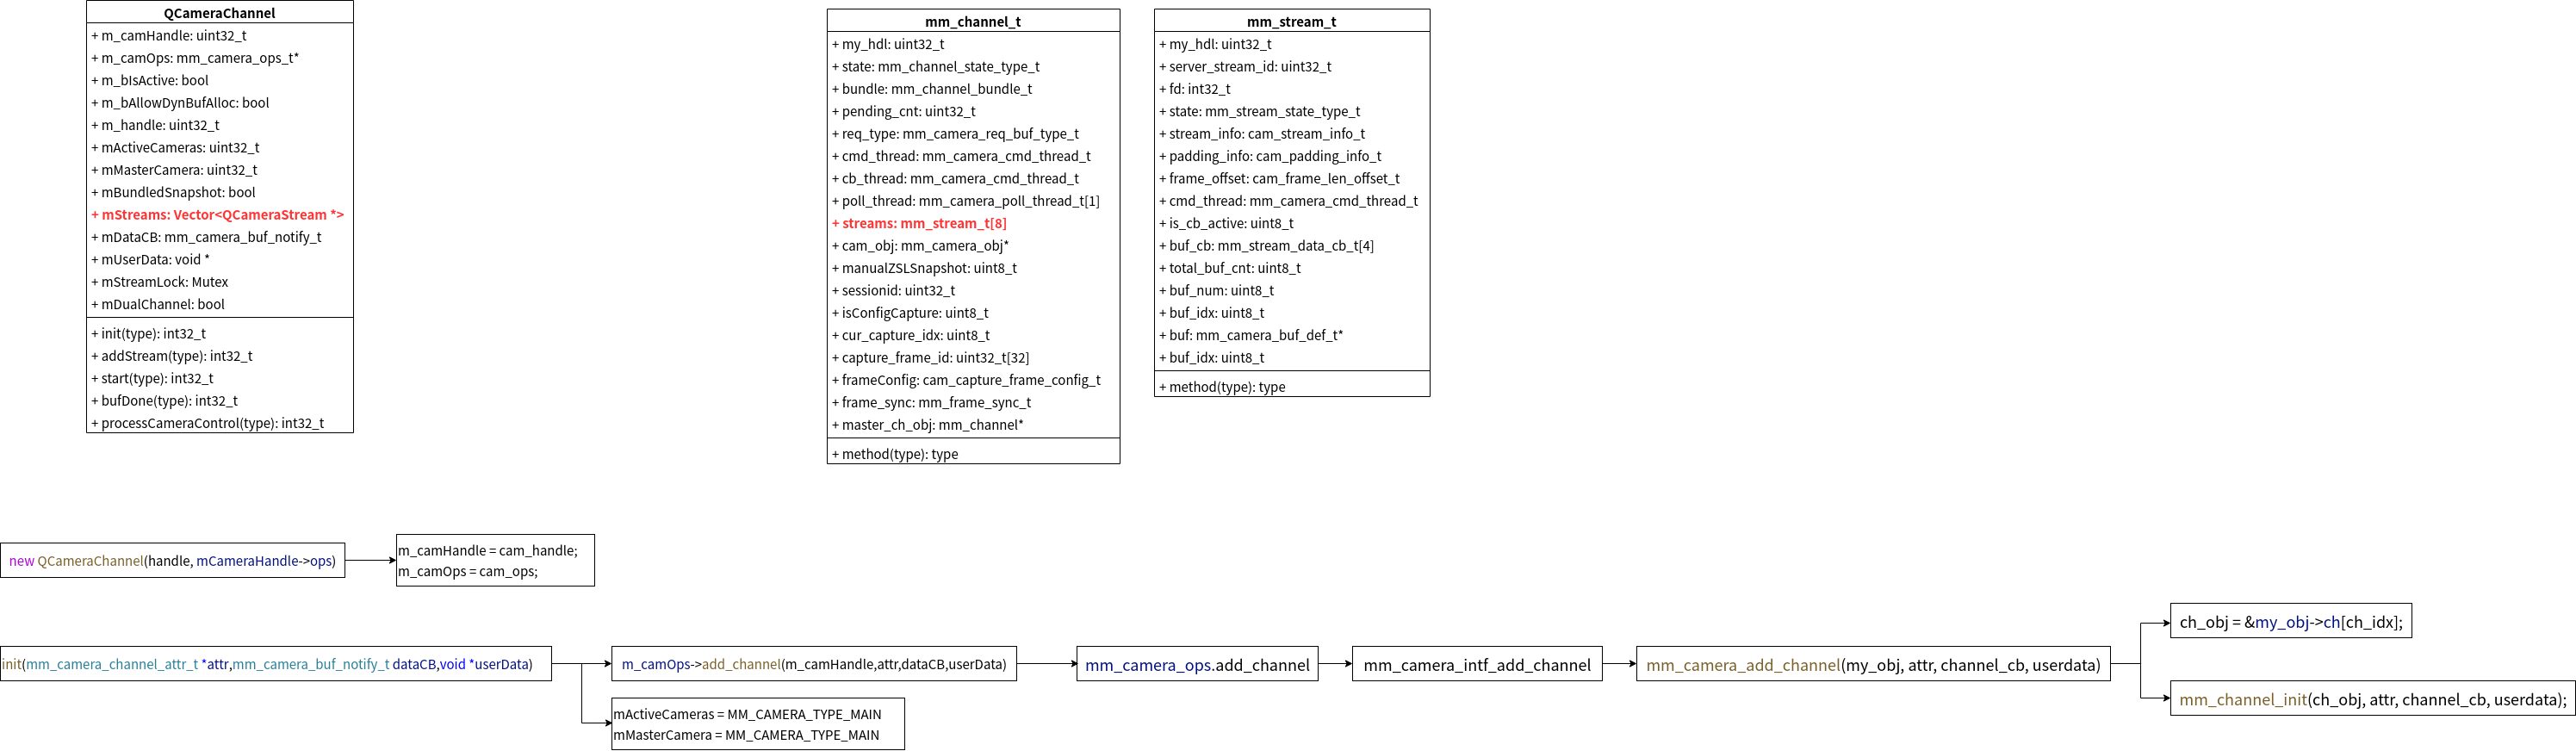 QCameraChannel
+ m_camHandle: uint32_t
+ m_camOps: mm_camera_ops_t*
+ m_bIsActive: bool
+ m_bAllowDynBufAlloc: bool
+ m_handle: uint32_t
+ mActiveCameras: uint32_t
+ mMasterCamera: uint32_t
+ mBundledSnapshot: bool
+ mStreams: Vector<QCameraStream *>
+ mDataCB: mm_camera_buf_notify_t
+ mUserData: void *
+ mStreamLock: Mutex
+ mDualChannel: bool
+ init(type): int32_t
+ addStream(type): int32_t
+ start(type): int32_t
+ bufDone(type): int32_t
+ processCameraControl(type): int32_t
mm_channel_t
+ my_hdl: uint32_t
+ state: mm_channel_state_type_t
+ bundle: mm_channel_bundle_t
+ pending_cnt: uint32_t
+ req_type: mm_camera_req_buf_type_t
+ cmd_thread: mm_camera_cmd_thread_t
+ cb_thread: mm_camera_cmd_thread_t
+ poll_thread: mm_camera_poll_thread_t[1]
+ streams: mm_stream_t[8]
+ cam_obj: mm_camera_obj*
+ manualZSLSnapshot: uint8_t
+ sessionid: uint32_t
+ isConfigCapture: uint8_t
+ cur_capture_idx: uint8_t
+ capture_frame_id: uint32_t[32]
+ frameConfig: cam_capture_frame_config_t
+ frame_sync: mm_frame_sync_t
+ master_ch_obj: mm_channel*
+ method(type): type
mm_stream_t
+ my_hdl: uint32_t
+ server_stream_id: uint32_t
+ fd: int32_t
+ state: mm_stream_state_type_t
+ stream_info: cam_stream_info_t
+ padding_info: cam_padding_info_t
+ frame_offset: cam_frame_len_offset_t
+ cmd_thread: mm_camera_cmd_thread_t
+ is_cb_active: uint8_t
+ buf_cb: mm_stream_data_cb_t[4]
+ total_buf_cnt: uint8_t
+ buf_num: uint8_t
+ buf_idx: uint8_t
+ buf: mm_camera_buf_def_t*
+ buf_idx: uint8_t
+ method(type): type
new QCameraChannel(handle, mCameraHandle->ops)
m_camHandle = cam_handle;
m_camOps = cam_ops;
init(mm_camera_channel_attr_t *attr,mm_camera_buf_notify_t dataCB,void *userData)
m_camOps->add_channel(m_camHandle,attr,dataCB,userData)
mActiveCameras = MM_CAMERA_TYPE_MAIN
mMasterCamera = MM_CAMERA_TYPE_MAIN
mm_camera_ops.add_channel
mm_camera_intf_add_channel
mm_camera_add_channel(my_obj, attr, channel_cb, userdata)
ch_obj = &my_obj->ch[ch_idx];
mm_channel_init(ch_obj, attr, channel_cb, userdata);